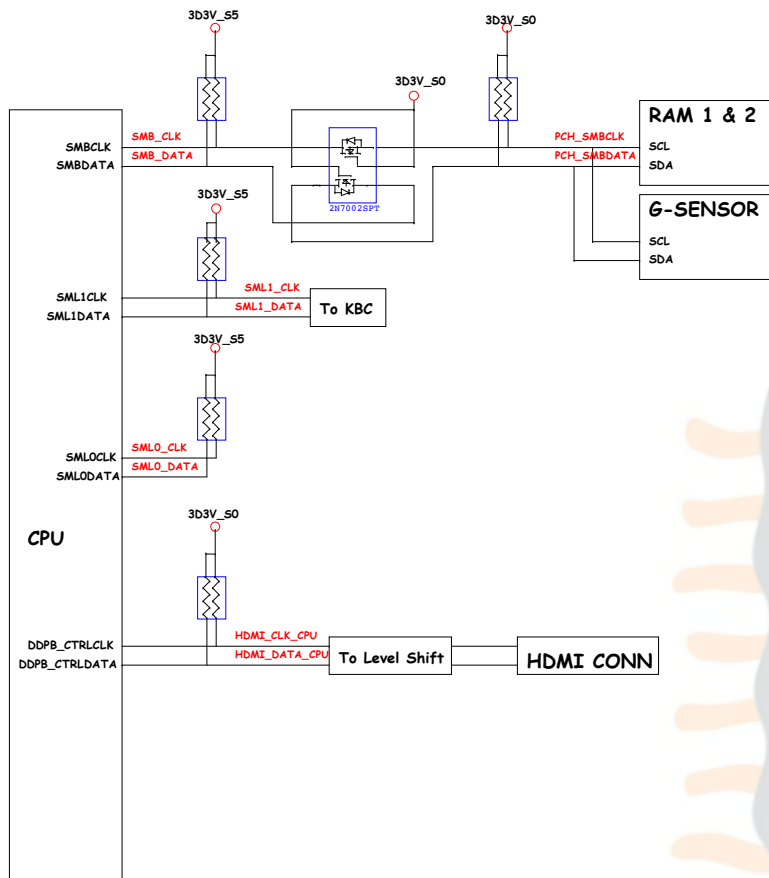 3D3V_S5
3D3V_S0
3D3V_S0
RAM 1 & 2
SMBCLK
SMB_CLK
PCH_SMBCLK
SCL
SMBDATA
SMB_DATA
PCH_SMBDATA
SDA
2N7002SPT
3D3V_S5
G-SENSOR
SCL
SDA
SML1CLK
SML1_CLK
SML1DATA
SML1_DATA
To KBC
3D3V_S5
SML0CLK
SML0_CLK
SML0DATA
SML0_DATA
3D3V_S0
CPU
DDPB_CTRLCLK
HDMI_CLK_CPU
DDPB_CTRLDATA
HDMI_DATA_CPU
To Level Shift
HDMI CONN